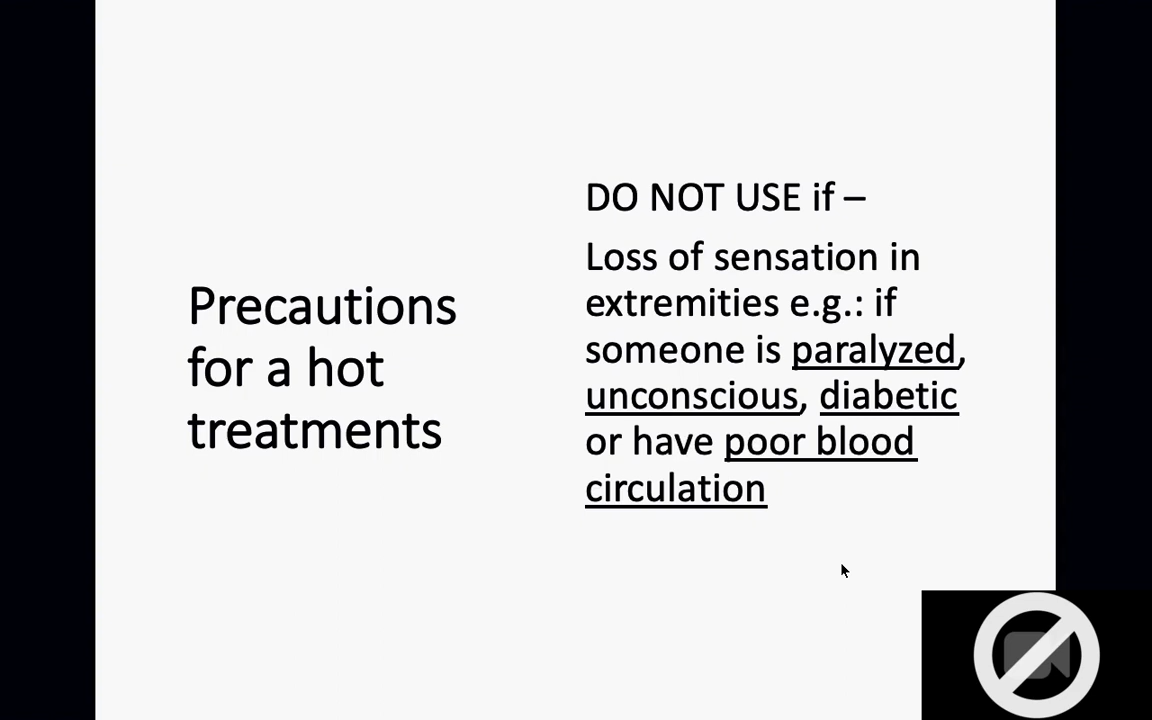 Precautions
for a hot
treatments
DO NOT USE if –
Loss of sensation in
extremities e.g.: if
someone is paralyzed,
unconscious, diabetic
or have poor blood
circulation